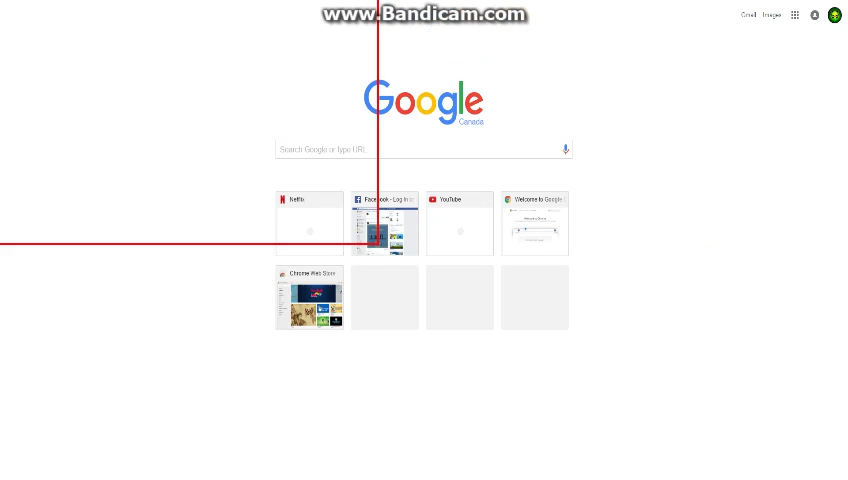 www.Bandicam.com
Gmail Images
Google
Canada
Search Google or type URL
Netflix
Facebook - Log In or
YouTube
Welcome to Google C
Chrome Web Store